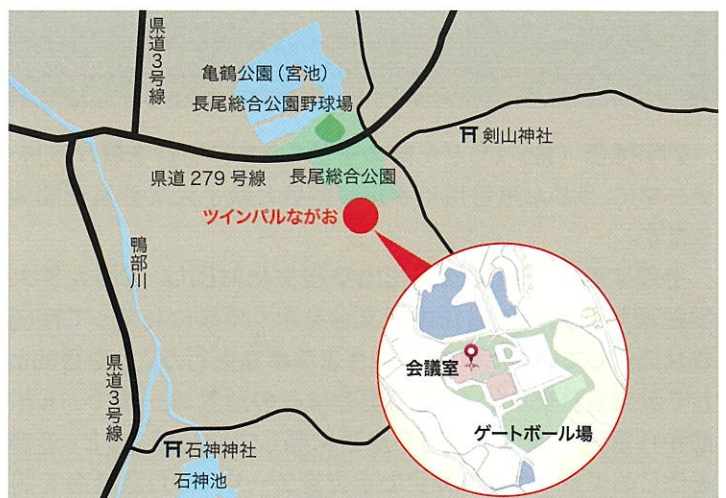 県道3号線
亀鶴公園（宮池）
長尾総合公園野球場
剣山神社
県道279号線
長尾総合公園
ツインパルながお
鴨部川
会議室
県道3号線
ゲートボール場
石神神社
石神池